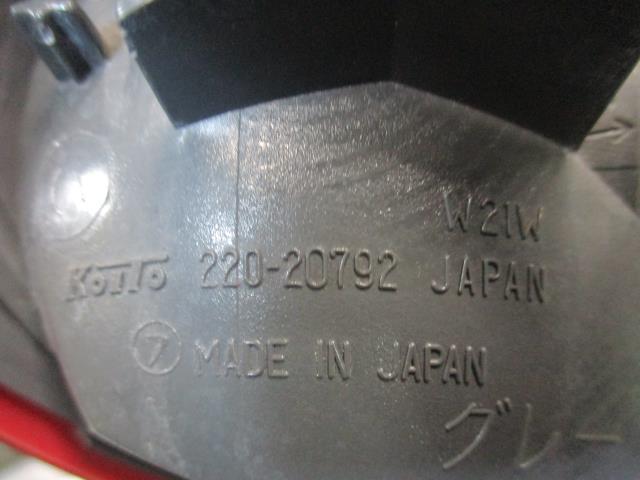 W21W
KOITO 220-20792 JAPAN
⑦ MADE IN JAPAN
グレー